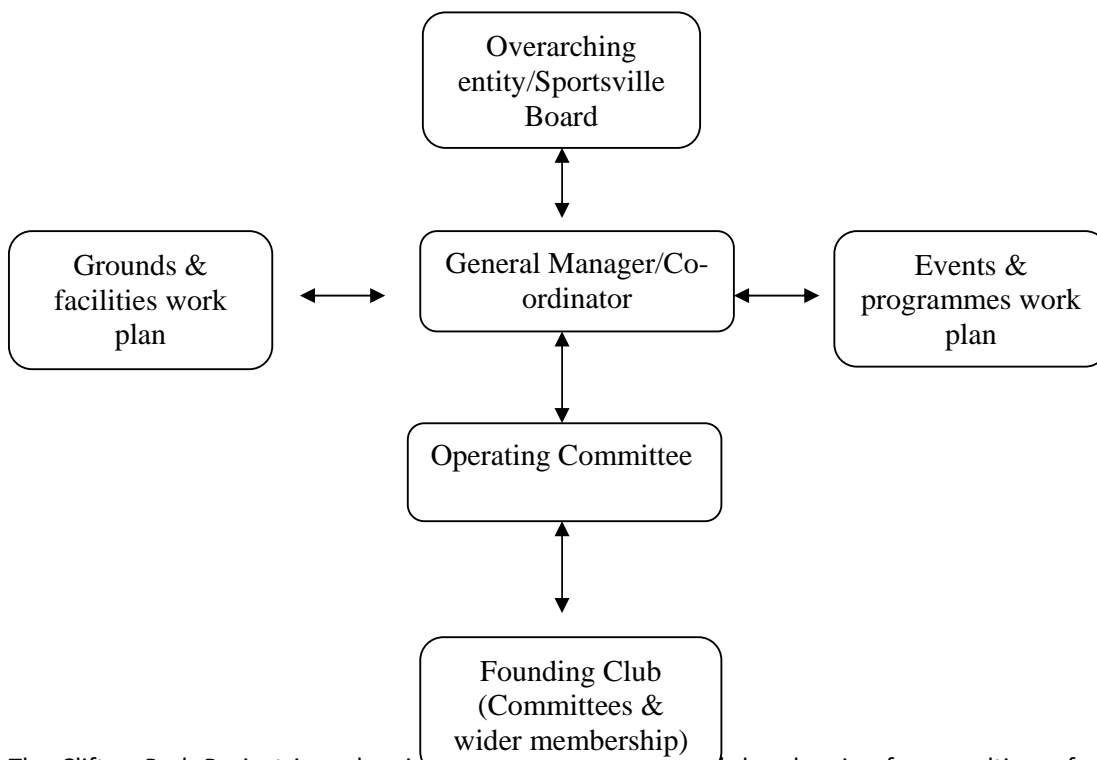 Overarching
entity/Sportsville
Board
Grounds &
facilities work
plan
General Manager/Co-
ordinator
Events &
programmes work
plan
Operating Committee
Founding Club
(Committees &
wider membership)
The